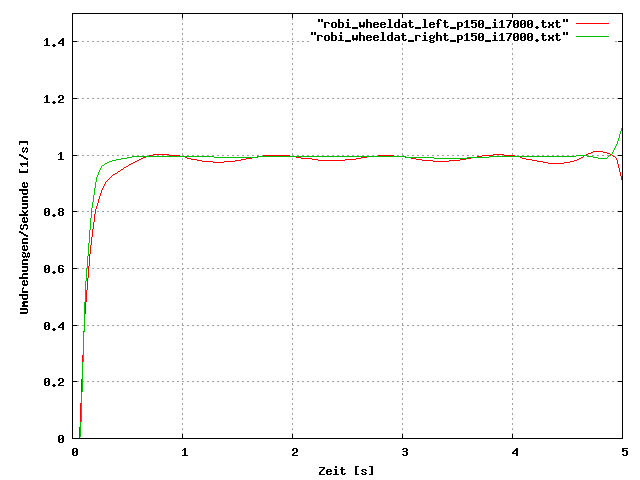 "robi_wheeldat_left_p150_i17000.txt"
"robi_wheeldat_right_p150_i17000.txt"
1.4
1.2
1
0.8
0.6
0.4
0.2
0
Umdrehungen/Sekunde [1/s]
0 1 2 3 4 5
Zeit [s]